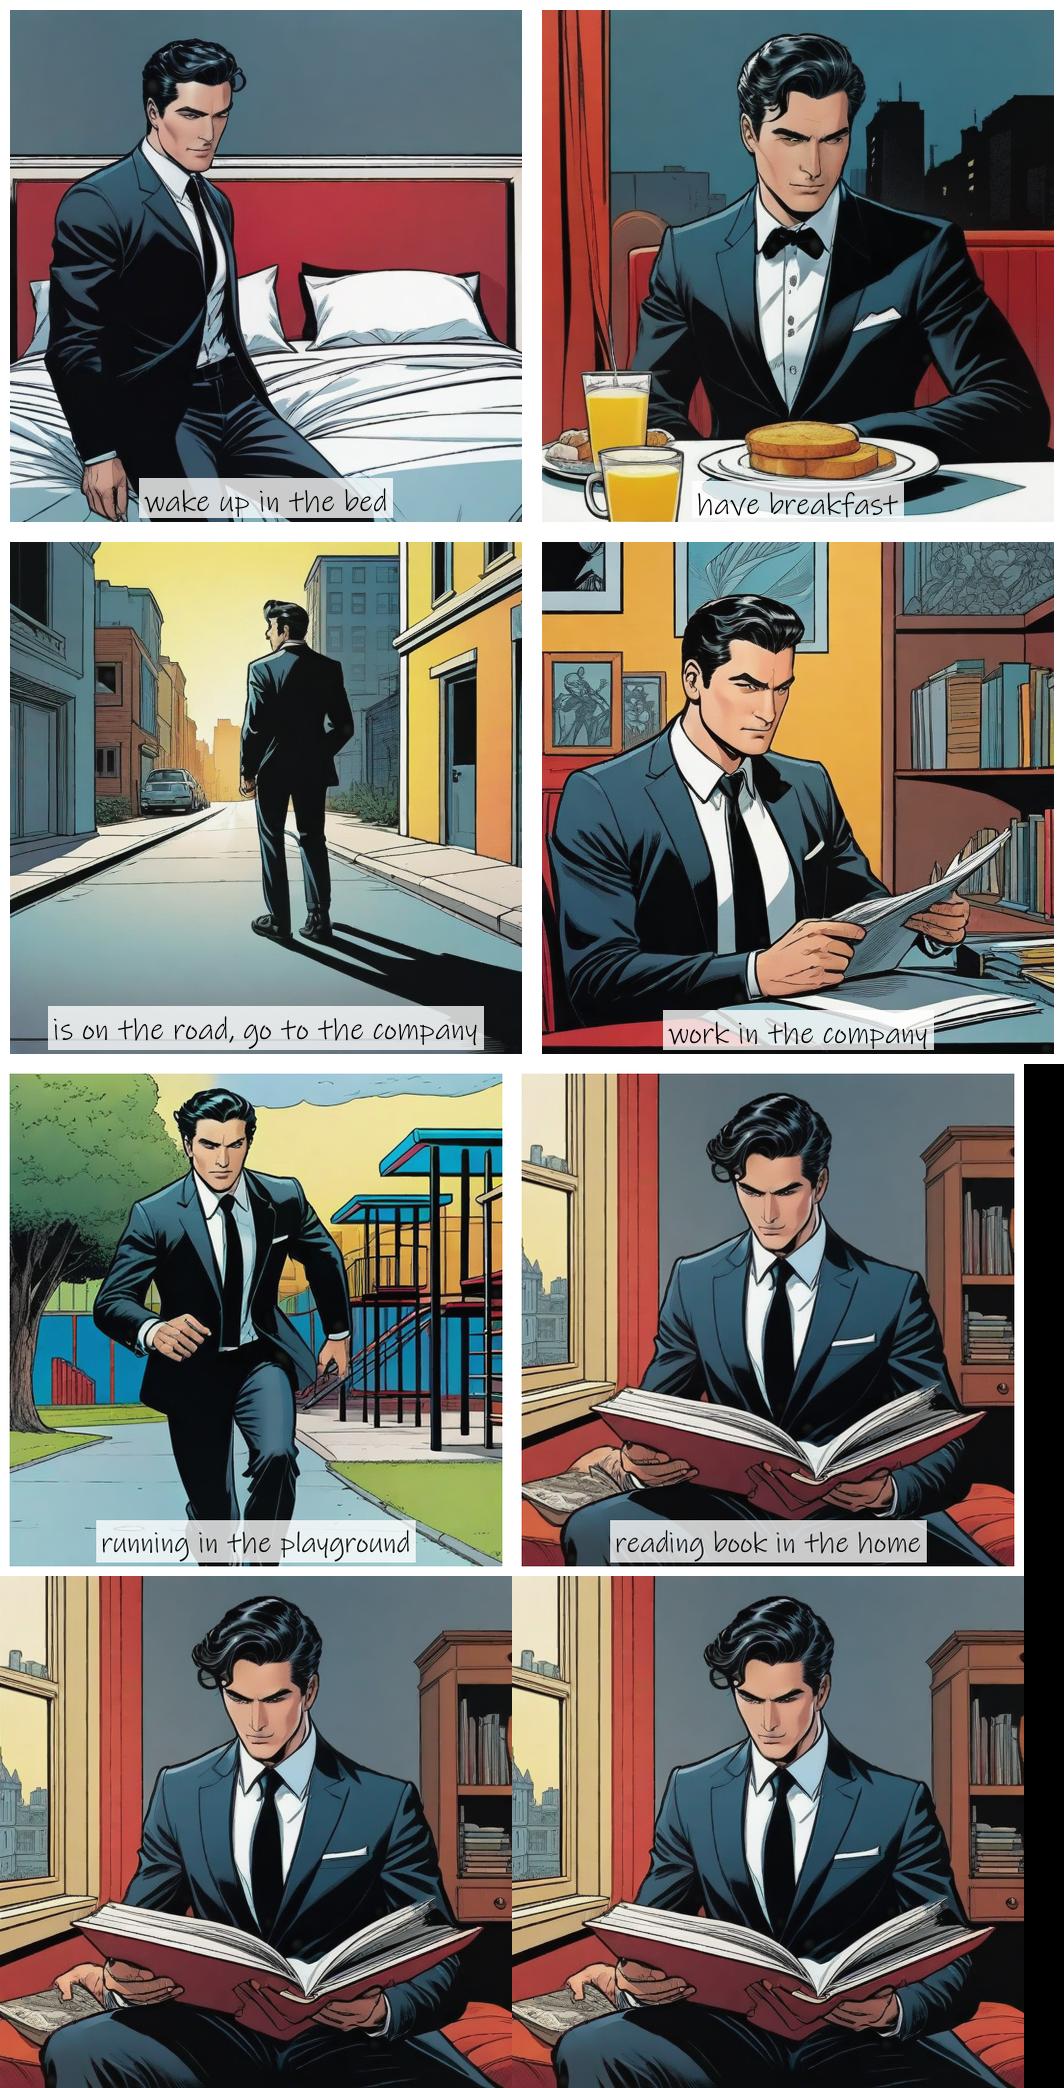 wake up in the bed
have breakfast
is on the road, go to the company
work in the company
running in the playground
reading book in the home